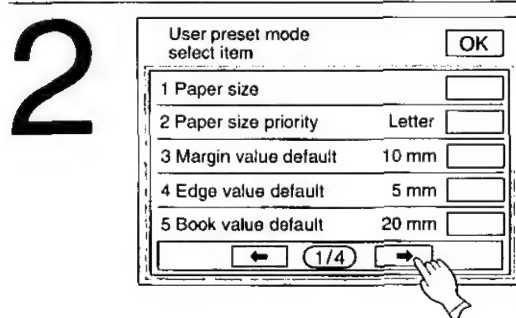 2
User preset mode
select item
OK
1 Paper size
2 Paper size priority Letter
3 Margin value default 10 mm
4 Edge value default 5 mm
5 Book value default 20 mm
← 1/4 →